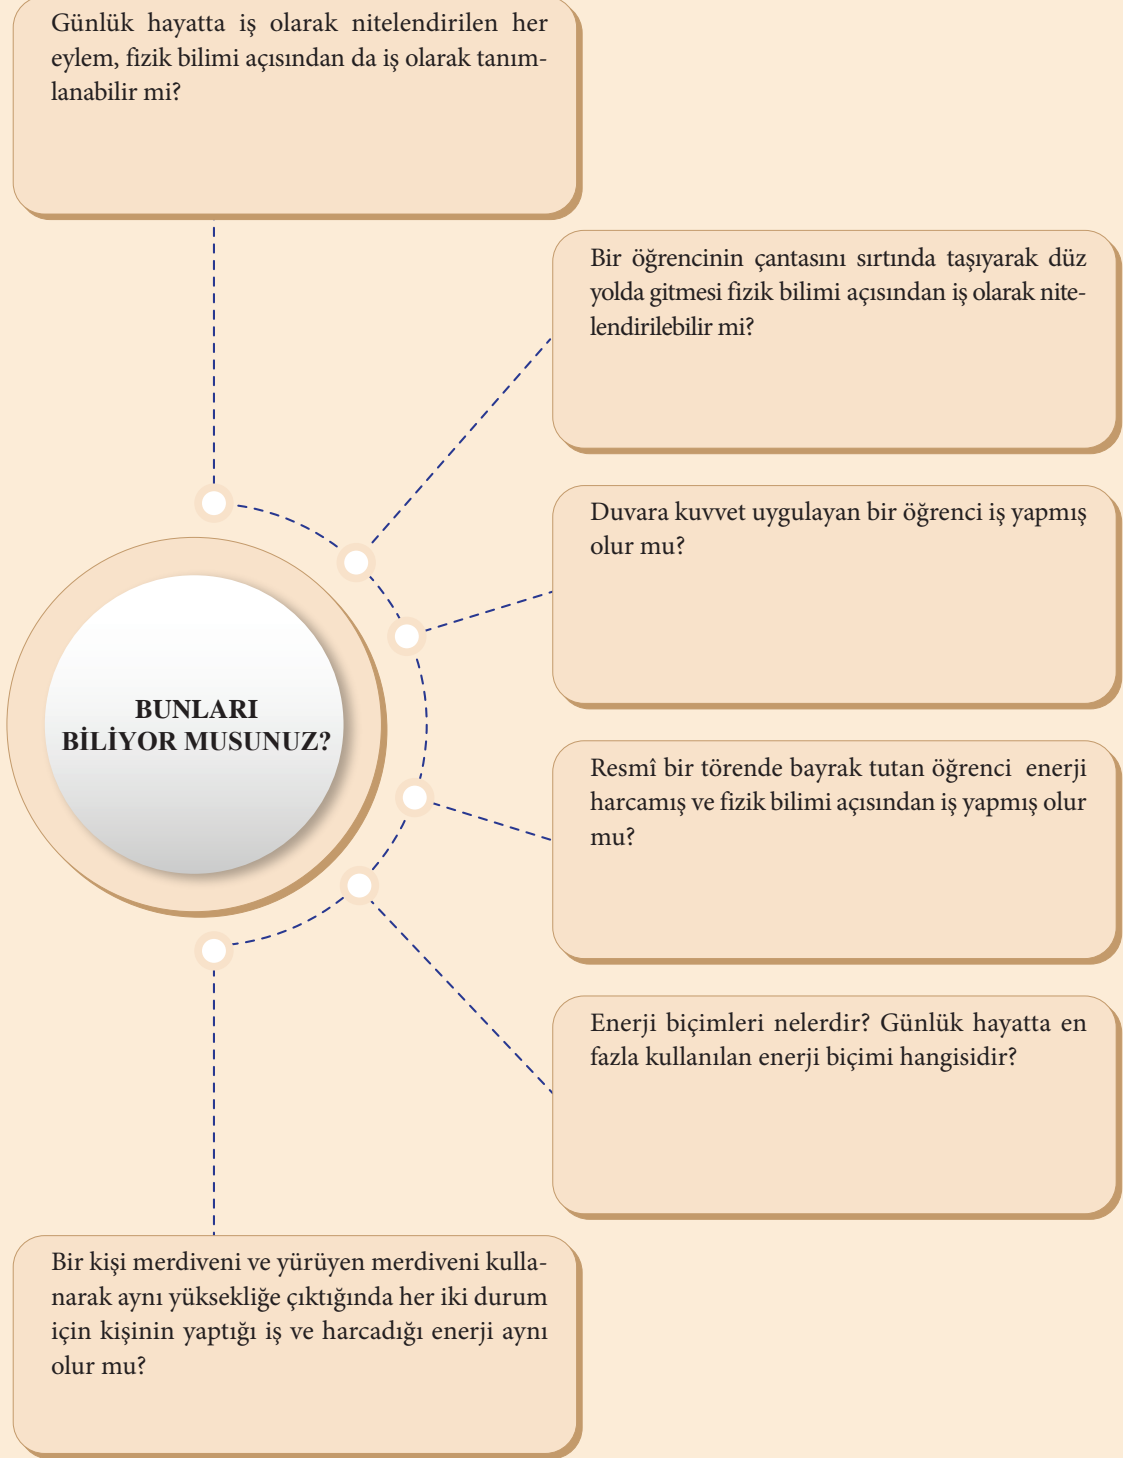 Günlük hayatta iş olarak nitelendirilen her
eylem, fizik bilimi açısından da iş olarak tanım-
lanabilir mi?
Bir öğrencinin çantasını sırtında taşıyarak düz
yolda gitmesi fizik bilimi açısından iş olarak nite-
lendirilebilir mi?
Duvara kuvvet uygulayan bir öğrenci iş yapmış
olur mu?
BUNLARI
BİLİYOR MUSUNUZ?
Resmî bir törende bayrak tutan öğrenci enerji
harcamış ve fizik bilimi açısından iş yapmış olur
mu?
Enerji biçimleri nelerdir? Günlük hayatta en
fazla kullanılan enerji biçimi hangisidir?
Bir kişi merdiveni ve yürüyen merdiveni kulla-
narak aynı yüksekliğe çıktığında her iki durum
için kişinin yaptığı iş ve harcadığı enerji aynı
olur mu?